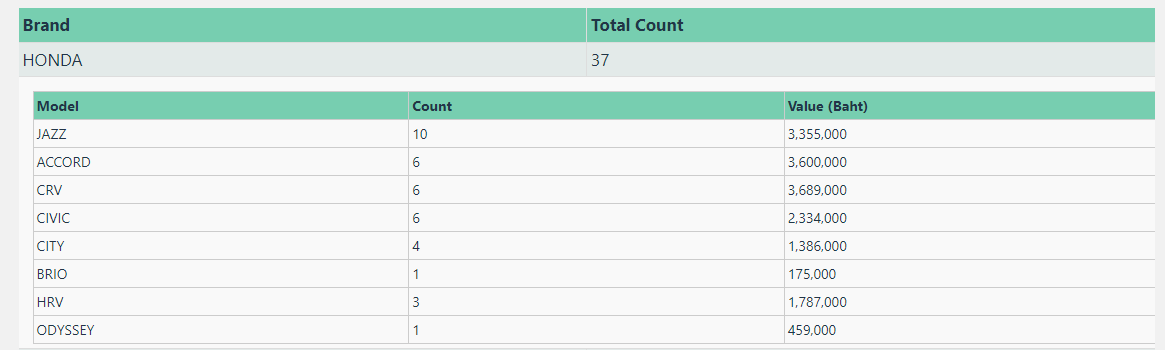 Brand Total Count
HONDA 37
Model Count Value (Baht)
JAZZ 10 3,355,000
ACCORD 6 3,600,000
CRV 6 3,689,000
CIVIC 6 2,334,000
CITY 4 1,386,000
BRIO 1 175,000
HRV 3 1,787,000
ODYSSEY 1 459,000